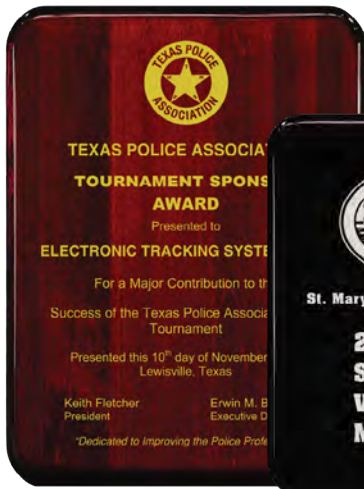 TEXAS POLICE
ASSOCIATION
TEXAS POLICE ASSOCIA
TOURNAMENT SPONS
AWARD
Presented to
ELECTRONIC TRACKING SYSTE
For a Major Contribution to th
Success of the Texas Police Associa
Tournament
Presented this 10th day of November
Lewisville, Texas
Keith Fletcher
President
Erwin M. B
Executive D
"Dedicated to Improving the Police Profe
St. Mary
2
S
V